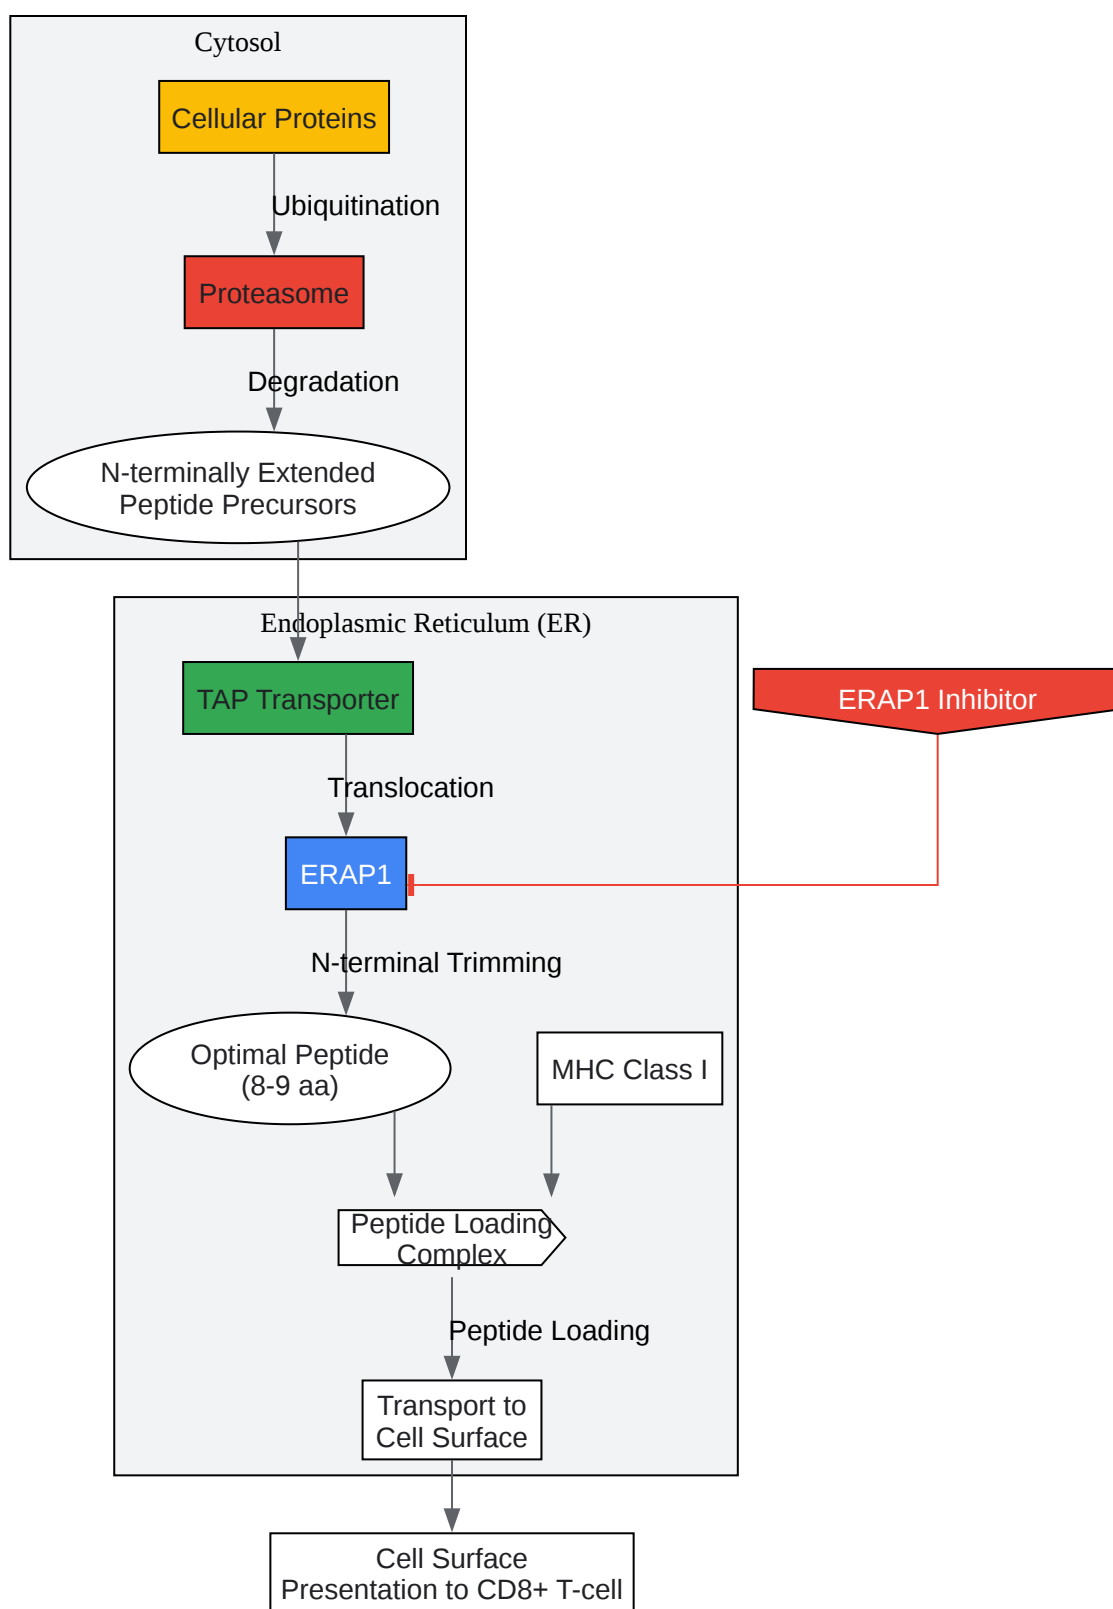 Cytosol
Cellular Proteins
Ubiquitination
Proteasome
Degradation
N-terminally Extended
Peptide Precursors
Endoplasmic Reticulum (ER)
TAP Transporter
ERAP1 Inhibitor
Translocation
ERAP1
N-terminal Trimming
Optimal Peptide
(8-9 aa)
MHC Class I
Peptide Loading
Complex
Peptide Loading
Transport to
Cell Surface
Cell Surface
Presentation to CD8+ T-cell